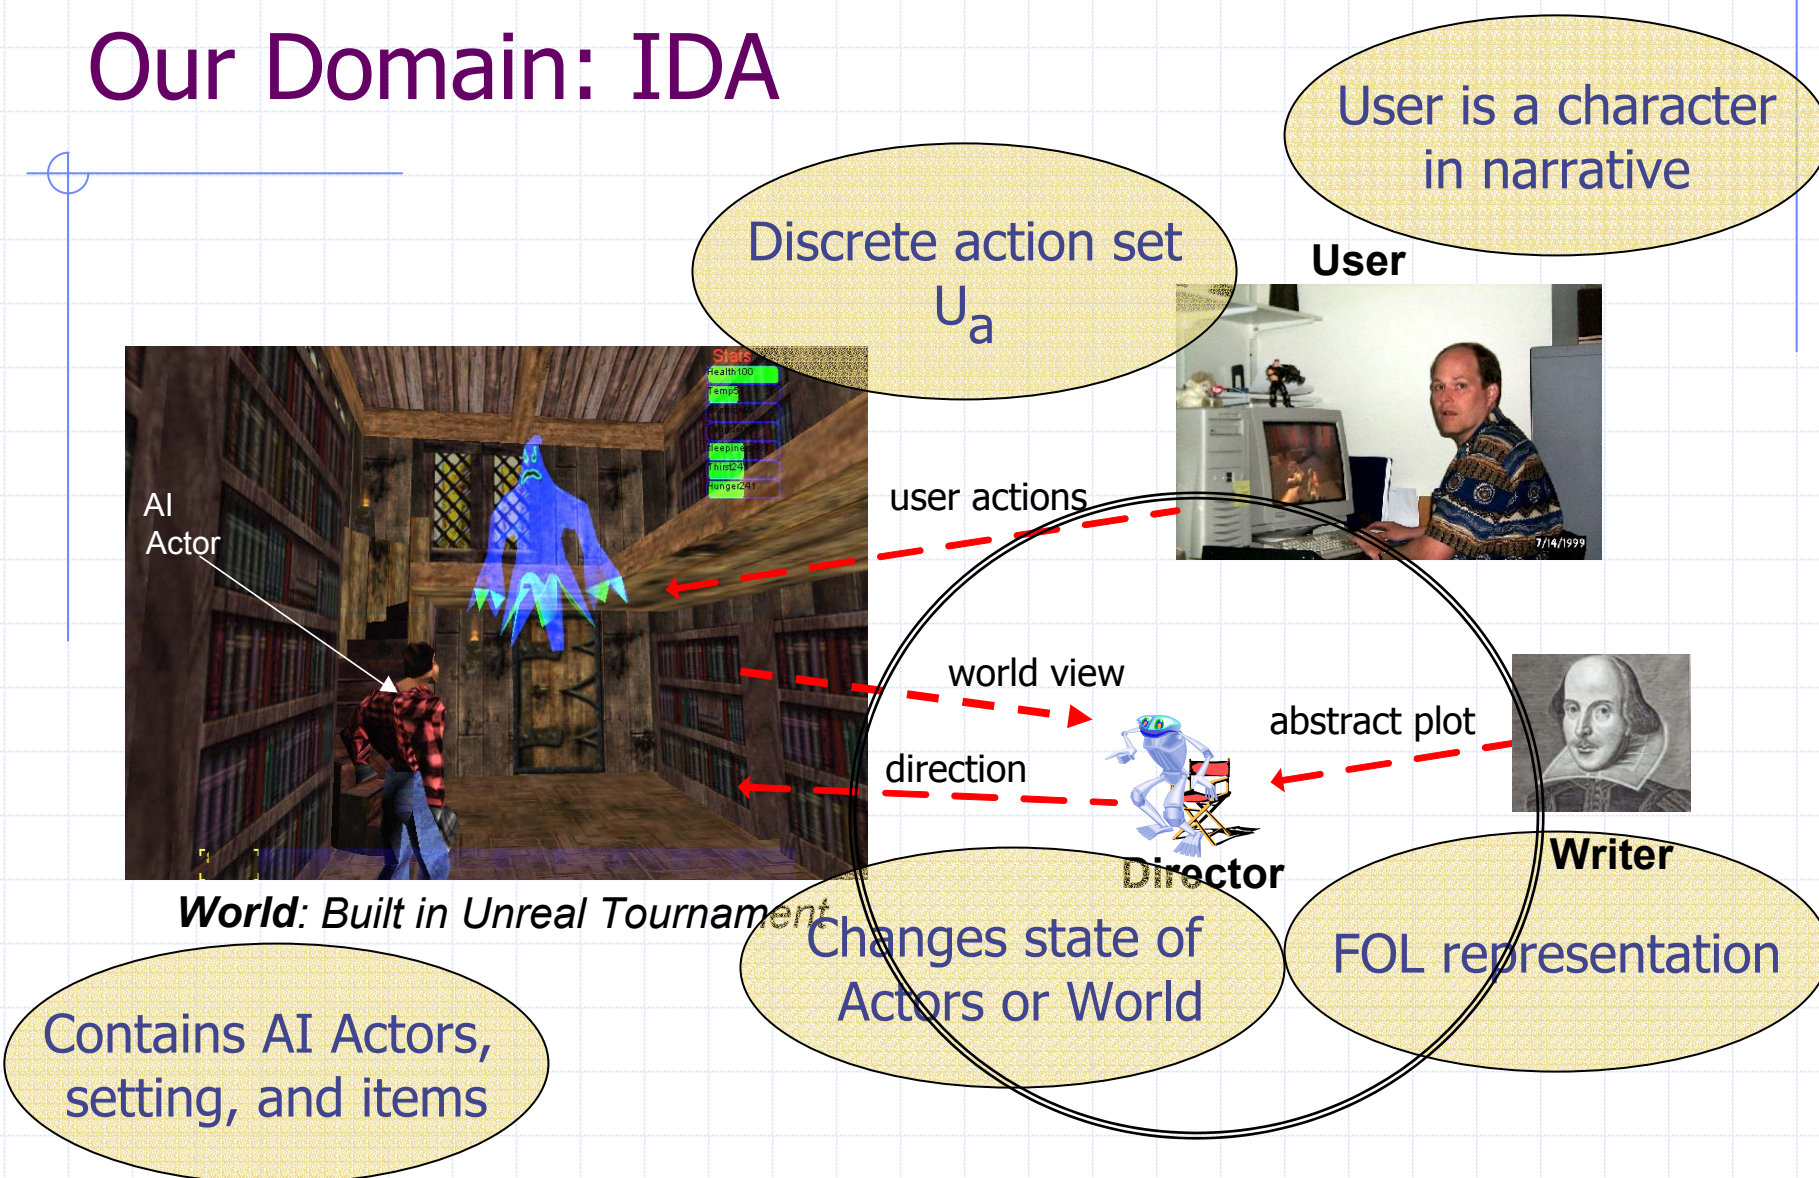 Our Domain: IDA
User is a character
in narrative
Discrete action set
Ua
User
Stats
Health100
Thirst24
Hunger241
7/14/1999
AI
Actor
user actions
world view
abstract plot
direction
Director
Writer
World: Built in Unreal Tournament
Changes state of
Actors or World
FOL representation
Contains AI Actors,
setting, and items